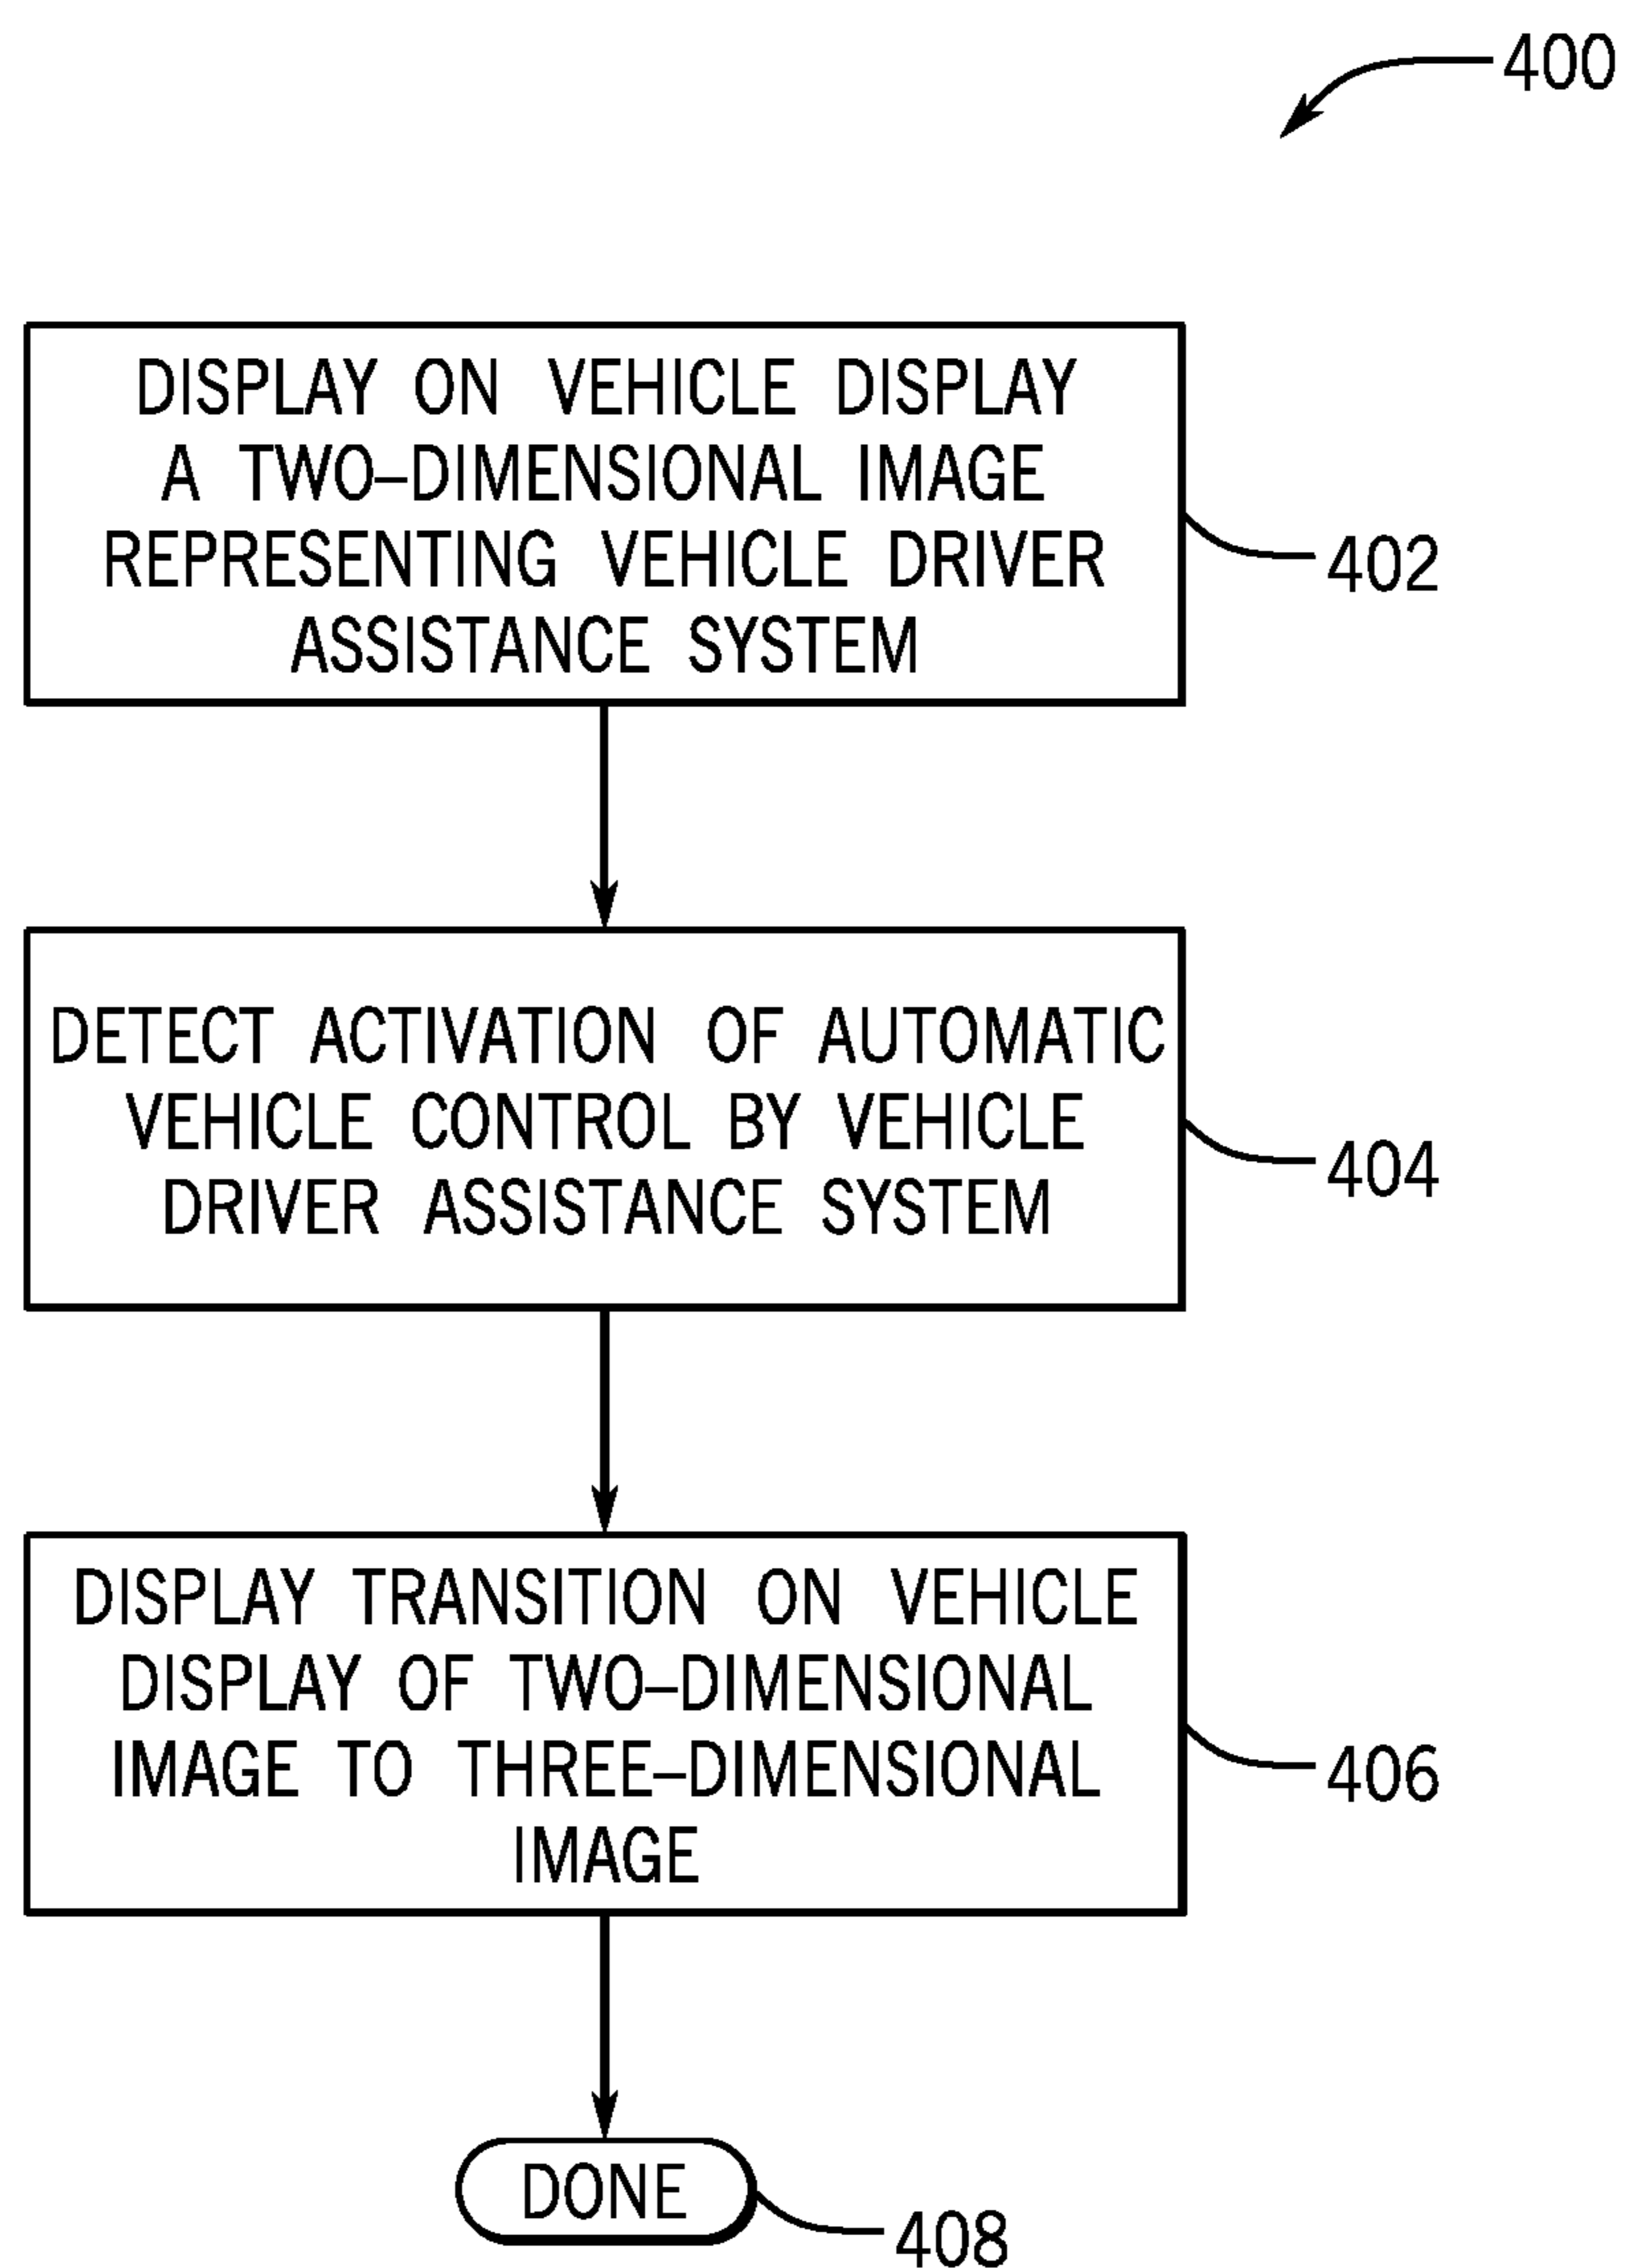 400
DISPLAY ON VEHICLE DISPLAY
A TWO–DIMENSIONAL IMAGE
REPRESENTING VEHICLE DRIVER
ASSISTANCE SYSTEM
402
DETECT ACTIVATION OF AUTOMATIC
VEHICLE CONTROL BY VEHICLE
DRIVER ASSISTANCE SYSTEM
404
DISPLAY TRANSITION ON VEHICLE
DISPLAY OF TWO–DIMENSIONAL
IMAGE TO THREE–DIMENSIONAL
IMAGE
406
DONE
408